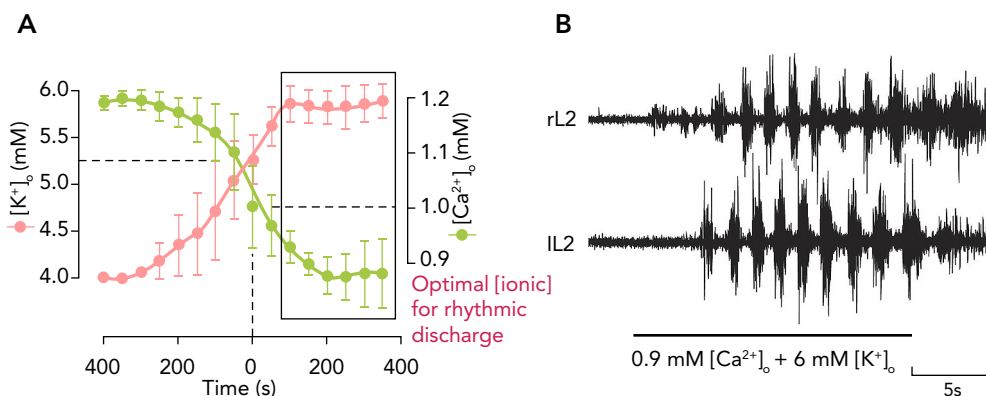 A
B
6.0
5.5
5.0
4.5
4.0
[K⁺]ₒ (mM)
1.2
1.1
1.0
0.9
[Ca²⁺]ₒ (mM)
Optimal [ionic]
for rhythmic
discharge
400 200 0 200 400
Time (s)
rL2
lL2
0.9 mM [Ca²⁺]ₒ + 6 mM [K⁺]ₒ
5s